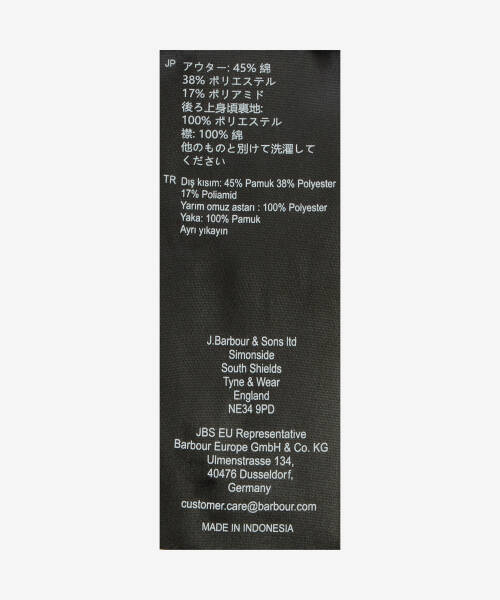 JP アウター: 45% 綿
38% ポリエステル
17% ポリアミド
後ろ上身頃裏地:
100% ポリエステル
襟: 100% 綿
他のものと別けて洗濯して
ください
TR Dış kısım: 45% Pamuk 38% Polyester
17% Poliamid
Yarım omuz astarı : 100% Polyester
Yaka: 100% Pamuk
Ayrı yıkayın
J.Barbour & Sons ltd
Simonside
South Shields
Tyne & Wear
England
NE34 9PD
JBS EU Representative
Barbour Europe GmbH & Co. KG
Ulmenstrasse 134,
40476 Dusseldorf,
Germany
customer.care@barbour.com
MADE IN INDONESIA